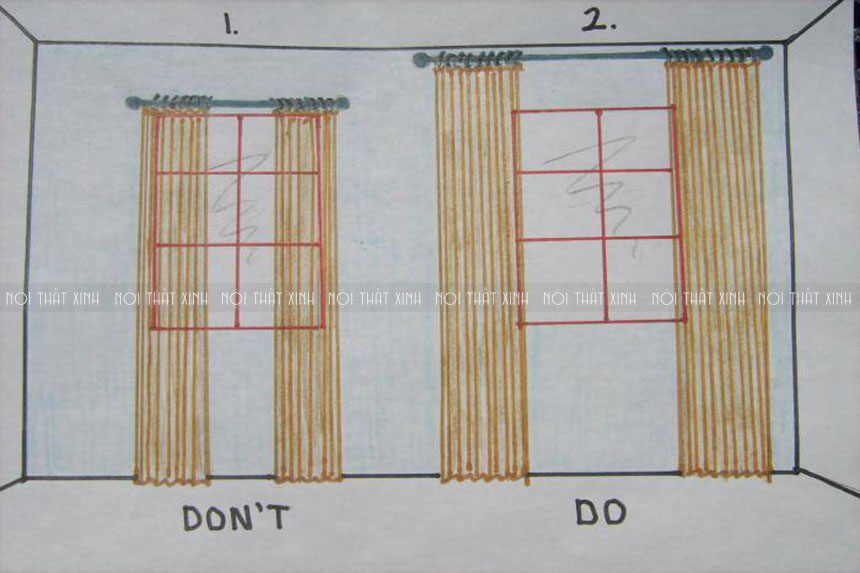 1.
2.
NỘI THẤT XINH NỘI THẤT XINH NỘI THẤT XINH NỘI THẤT XINH NỘI THẤT XINH NỘI THẤT XINH NỘI THẤT XINH NỘI THẤT XINH
DON'T
DO